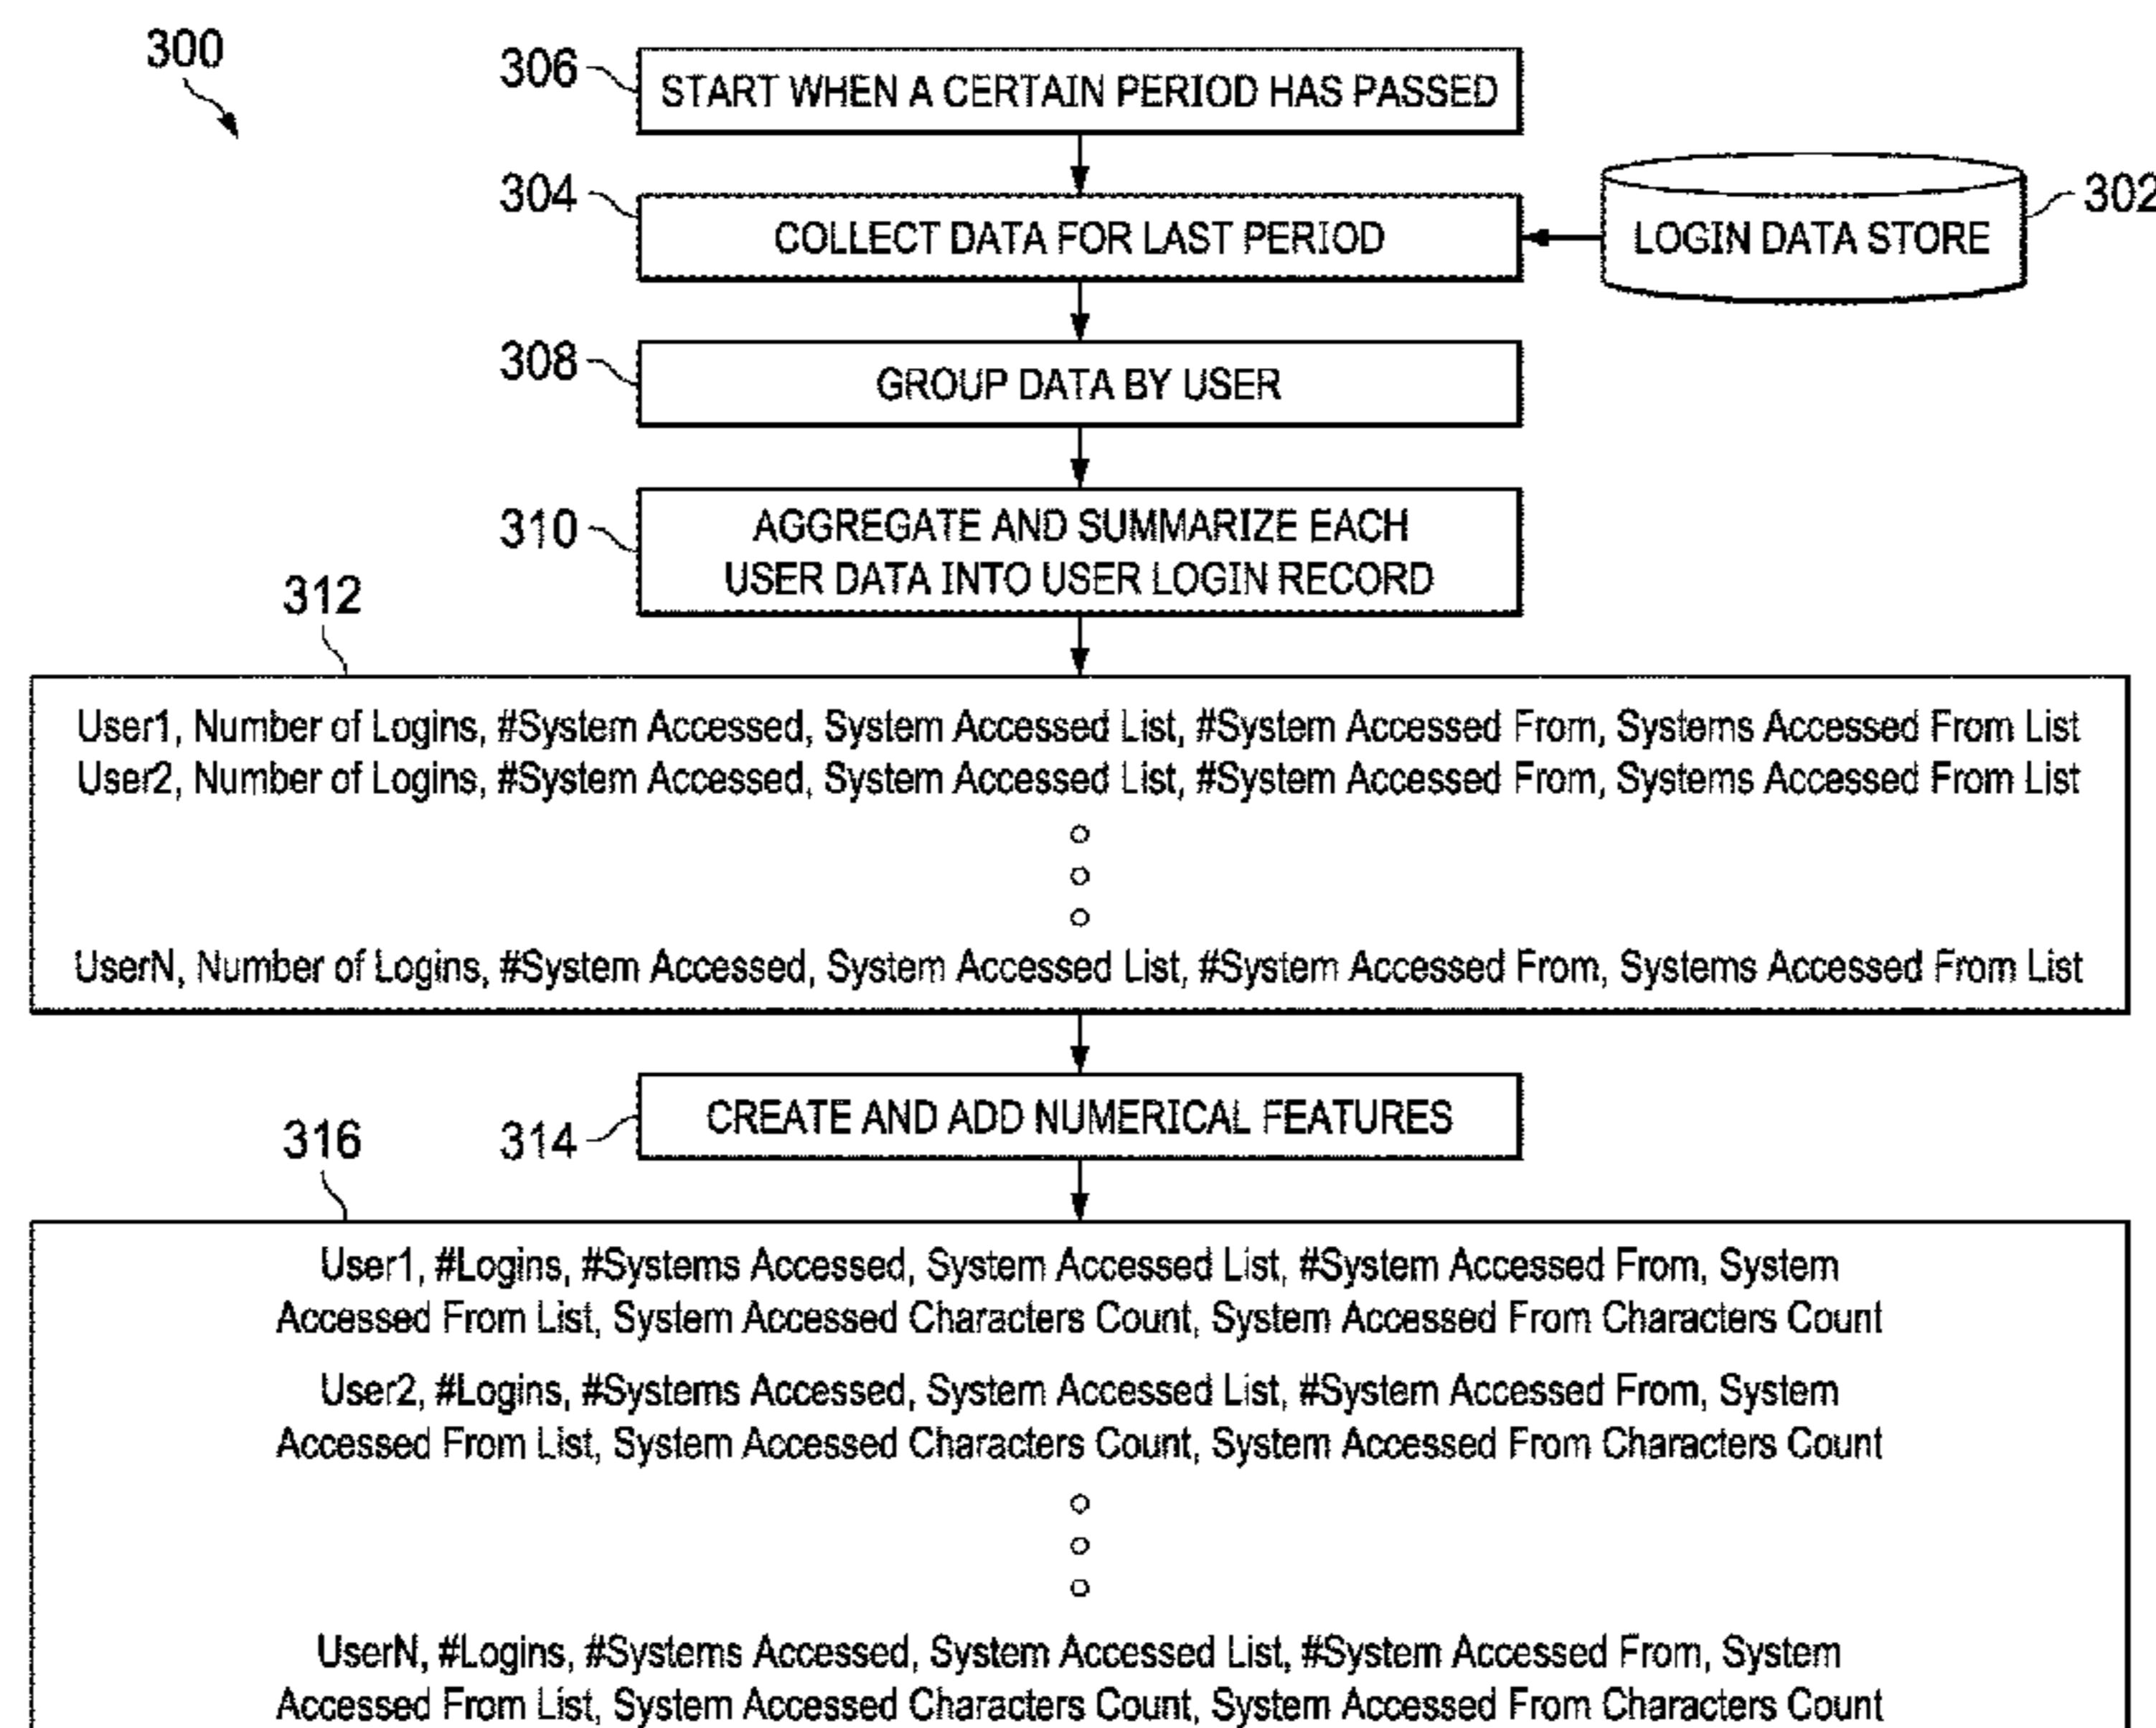 300
306
START WHEN A CERTAIN PERIOD HAS PASSED
304
COLLECT DATA FOR LAST PERIOD
LOGIN DATA STORE
302
308
GROUP DATA BY USER
310
AGGREGATE AND SUMMARIZE EACH
USER DATA INTO USER LOGIN RECORD
312
User1, Number of Logins, #System Accessed, System Accessed List, #System Accessed From, Systems Accessed From List
User2, Number of Logins, #System Accessed, System Accessed List, #System Accessed From, Systems Accessed From List
UserN, Number of Logins, #System Accessed, System Accessed List, #System Accessed From, Systems Accessed From List
314
CREATE AND ADD NUMERICAL FEATURES
316
User1, #Logins, #Systems Accessed, System Accessed List, #System Accessed From, System
Accessed From List, System Accessed Characters Count, System Accessed From Characters Count
User2, #Logins, #Systems Accessed, System Accessed List, #System Accessed From, System
Accessed From List, System Accessed Characters Count, System Accessed From Characters Count
UserN, #Logins, #Systems Accessed, System Accessed List, #System Accessed From, System
Accessed From List, System Accessed Characters Count, System Accessed From Characters Count